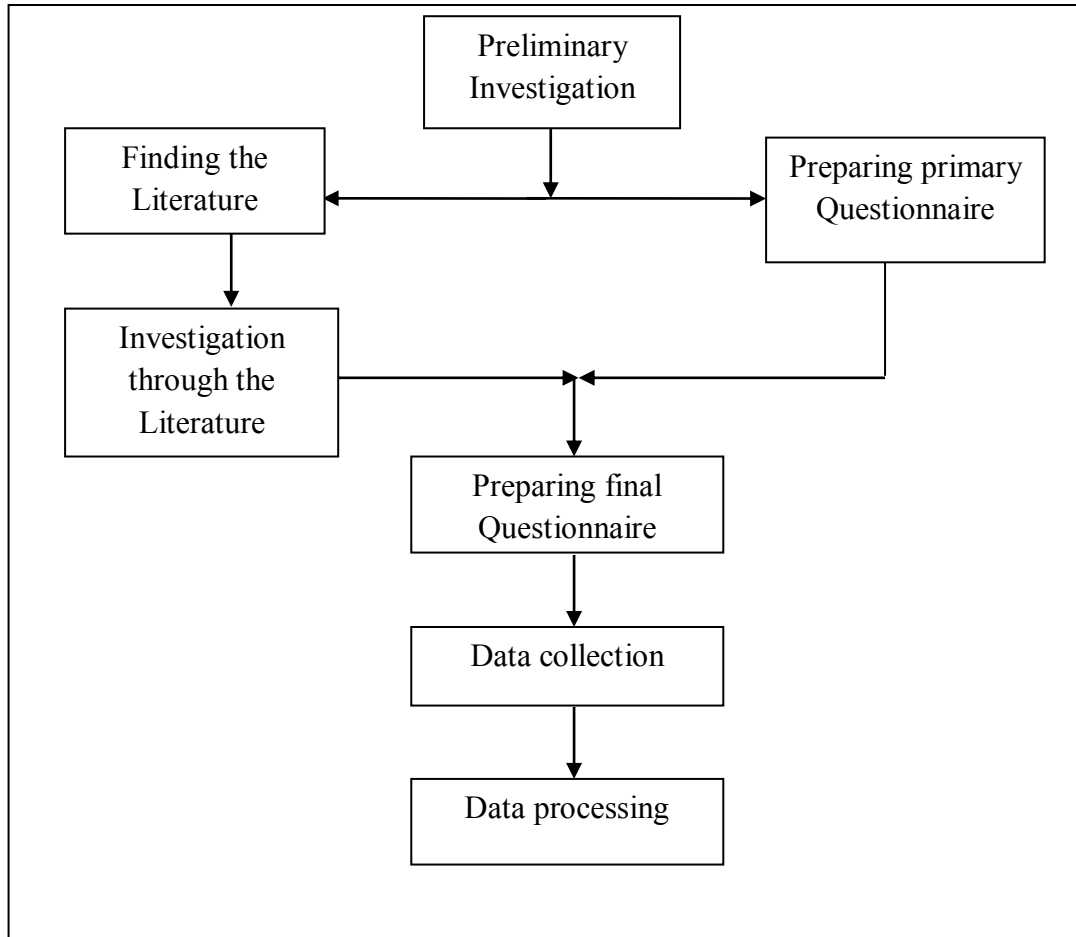 Preliminary
Investigation
Finding the
Literature
Preparing primary
Questionnaire
Investigation
through the
Literature
Preparing final
Questionnaire
Data collection
Data processing